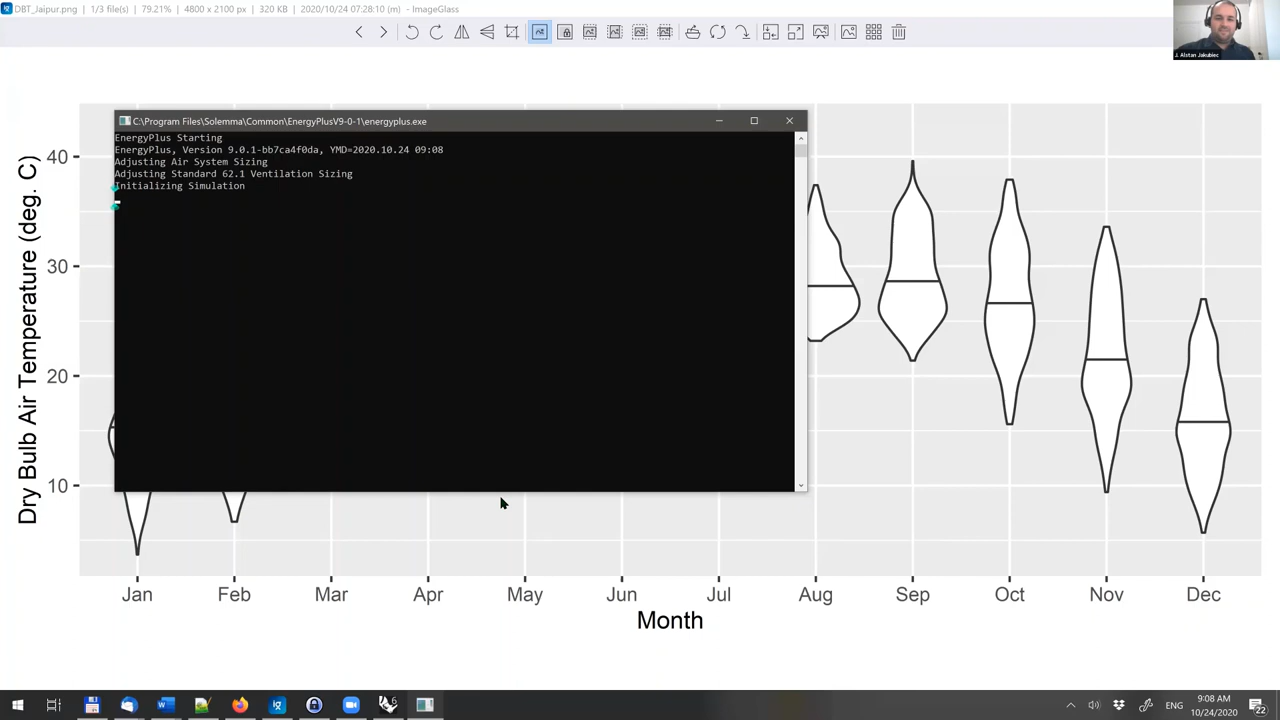 DBT_Jaipur.png | 1/3 file(s) | 79.21% | 4800 x 2100 px | 320 KB | 2020/10/24 07:28:10 (m) - ImageGlass
J. Alstan Jakubiec
C:\Program Files\Solemma\Common\EnergyPlusV9-0-1\energyplus.exe
EnergyPlus Starting
EnergyPlus, Version 9.0.1-bb7ca4f0da, YMD=2020.10.24 09:08
Adjusting Air System Sizing
Adjusting Standard 62.1 Ventilation Sizing
Initializing Simulation
Dry Bulb Air Temperature (deg. C)
40
30
20
10
Jan Feb Mar Apr May Jun Jul Aug Sep Oct Nov Dec
Month
ENG
9:08 AM
10/24/2020
22